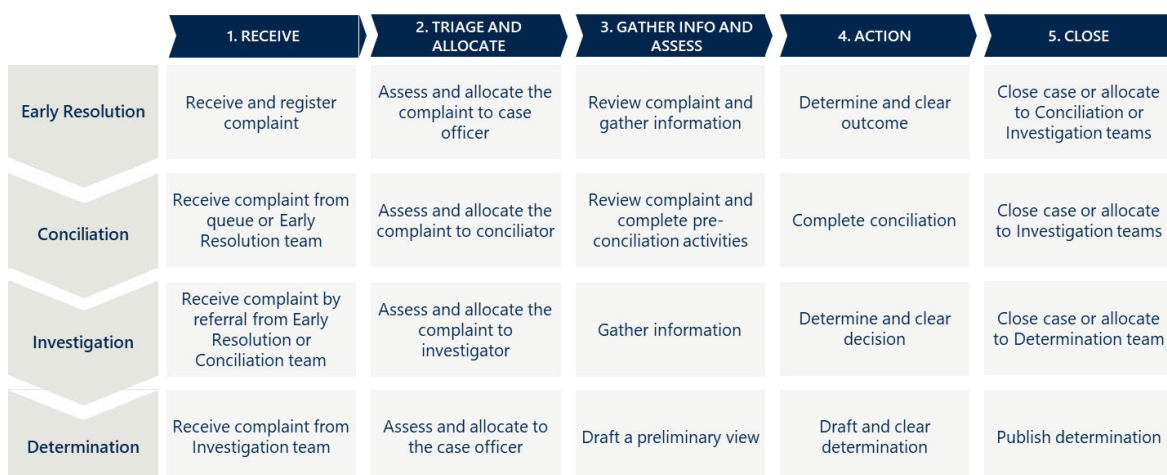 1. RECEIVE
2. TRIAGE AND
ALLOCATE
3. GATHER INFO AND
ASSESS
4. ACTION
5. CLOSE
Early Resolution
Receive and register
complaint
Assess and allocate the
complaint to case
officer
Review complaint and
gather information
Determine and clear
outcome
Close case or allocate
to Conciliation or
Investigation teams
Conciliation
Receive complaint from
queue or Early
Resolution team
Assess and allocate the
complaint to conciliator
Review complaint and
complete pre-
conciliation activities
Complete conciliation
Close case or allocate
to Investigation teams
Investigation
Receive complaint by
referral from Early
Resolution or
Conciliation team
Assess and allocate the
complaint to
investigator
Gather information
Determine and clear
decision
Close case or allocate
to Determination team
Determination
Receive complaint from
Investigation team
Assess and allocate to
the case officer
Draft a preliminary view
Draft and clear
determination
Publish determination